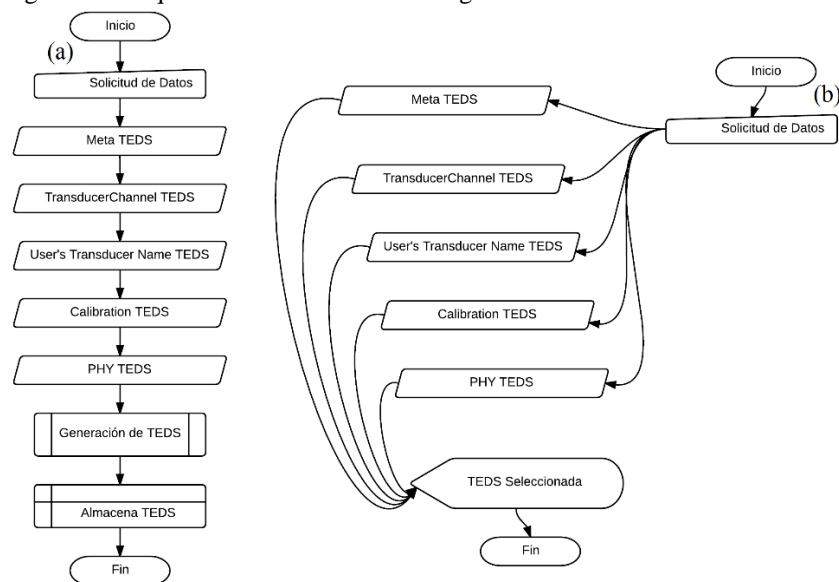 (a)
Inicio
Solicitud de Datos
Meta TEDS
TransducerChannel TEDS
User's Transducer Name TEDS
Calibration TEDS
PHY TEDS
Generación de TEDS
Almacena TEDS
Fin
(b)
Inicio
Solicitud de Datos
Meta TEDS
TransducerChannel TEDS
User's Transducer Name TEDS
Calibration TEDS
PHY TEDS
TEDS Seleccionada
Fin